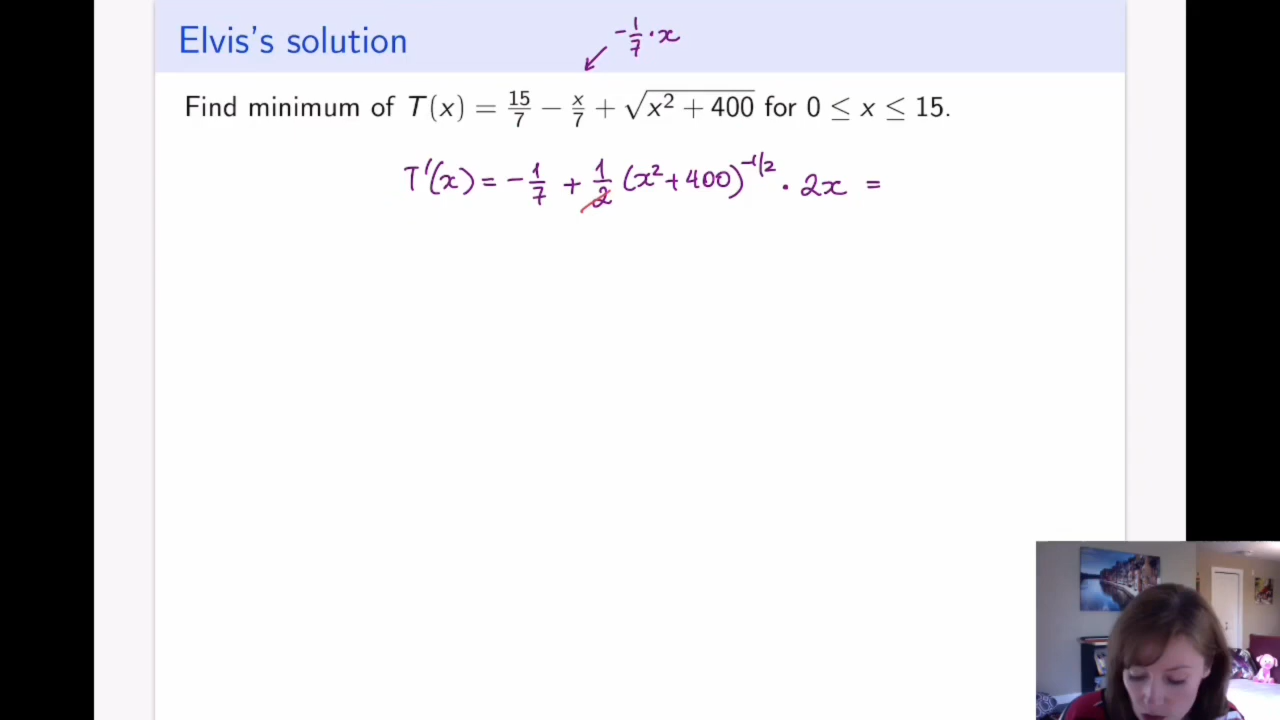 Elvis's solution
-1/7 · x
Find minimum of T(x) = 15/7 − x/7 + √(x² + 400) for 0 ≤ x ≤ 15.
T'(x) = -1/7 + 1/2 (x² + 400)^(-1/2) · 2x =